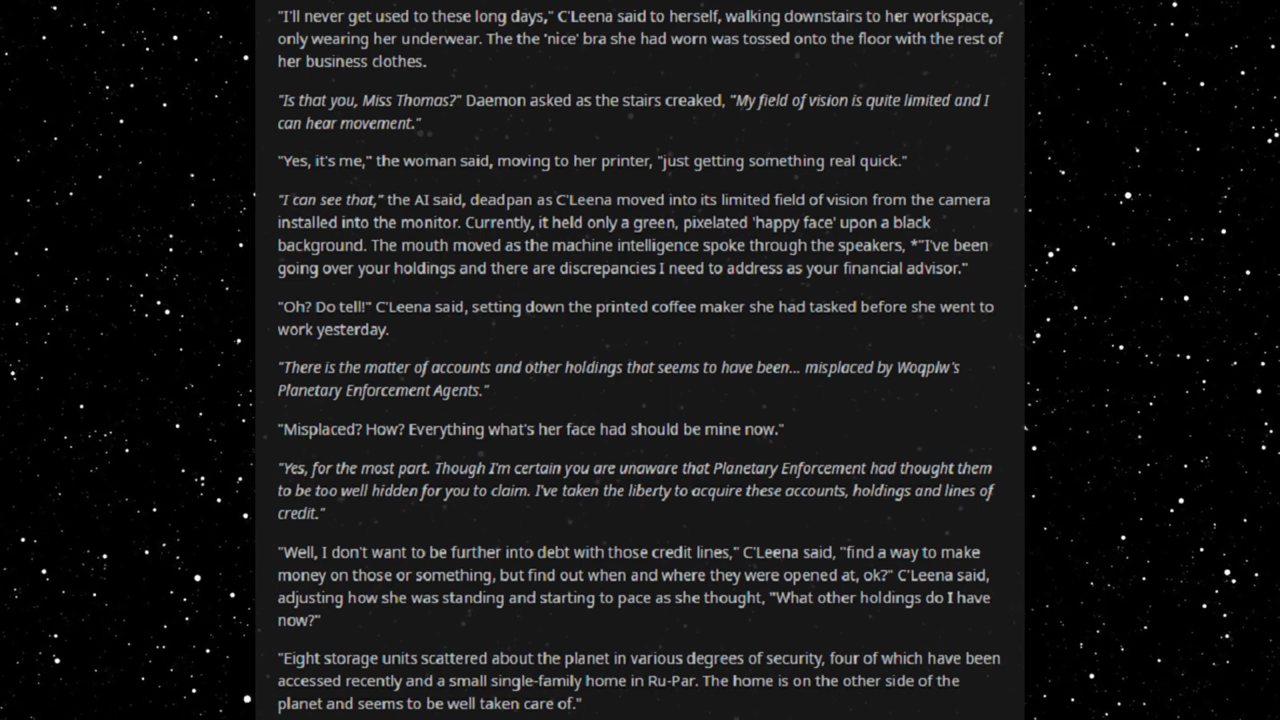 "I'll never get used to these long days," C'Leena said to herself, walking downstairs to her workspace,
only wearing her underwear. The the 'nice' bra she had worn was tossed onto the floor with the rest of
her business clothes.
"Is that you, Miss Thomas?" Daemon asked as the stairs creaked, "My field of vision is quite limited and I
can hear movement."
"Yes, it's me," the woman said, moving to her printer, "just getting something real quick."
"I can see that," the AI said, deadpan as C'Leena moved into its limited field of vision from the camera
installed into the monitor. Currently, it held only a green, pixelated 'happy face' upon a black
background. The mouth moved as the machine intelligence spoke through the speakers, *"I've been
going over your holdings and there are discrepancies I need to address as your financial advisor."
"Oh? Do tell!" C'Leena said, setting down the printed coffee maker she had tasked before she went to
work yesterday.
"There is the matter of accounts and other holdings that seems to have been... misplaced by Woqplw's
Planetary Enforcement Agents."
"Misplaced? How? Everything what's her face had should be mine now."
"Yes, for the most part. Though I'm certain you are unaware that Planetary Enforcement had thought them
to be too well hidden for you to claim. I've taken the liberty to acquire these accounts, holdings and lines of
credit."
"Well, I don't want to be further into debt with those credit lines," C'Leena said, "find a way to make
money on those or something, but find out when and where they were opened at, ok?" C'Leena said,
adjusting how she was standing and starting to pace as she thought, "What other holdings do I have
now?"
"Eight storage units scattered about the planet in various degrees of security, four of which have been
accessed recently and a small single-family home in Ru-Par. The home is on the other side of the
planet and seems to be well taken care of."